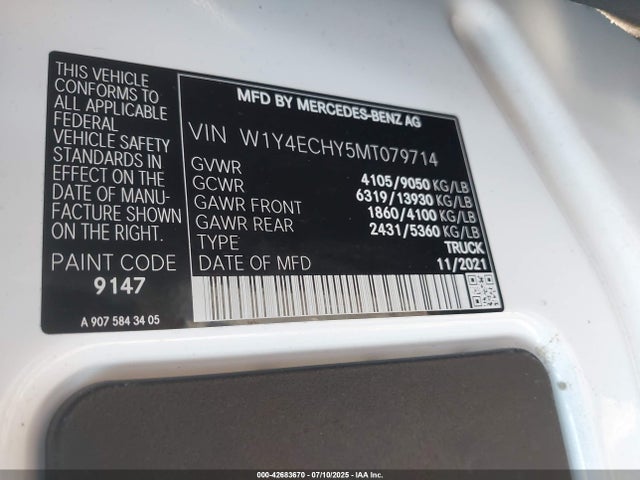 THIS VEHICLE
CONFORMS TO
ALL APPLICABLE
FEDERAL
VEHICLE SAFETY
STANDARDS IN
EFFECT ON THE
DATE OF MANU-
FACTURE SHOWN
ON THE RIGHT.
PAINT CODE
9147
A 907 584 34 05
MFD BY MERCEDES-BENZ AG
VIN W1Y4ECHY5MT079714
GVWR 4105/9050 KG/LB
GCWR 6319/13930 KG/LB
GAWR FRONT 1860/4100 KG/LB
GAWR REAR 2431/5360 KG/LB
TYPE TRUCK
DATE OF MFD 11/2021
000-42683670 - 07/10/2025 - IAA Inc.